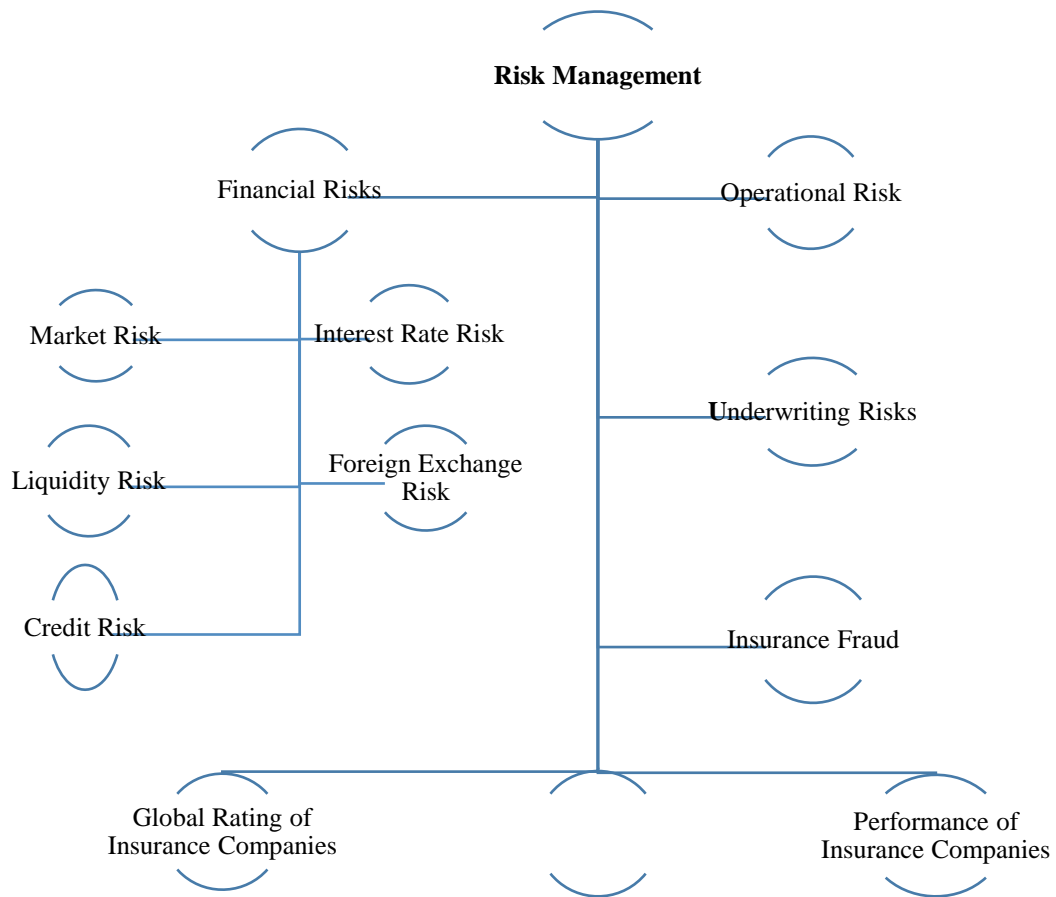 Risk Management
Financial Risks
Operational Risk
Market Risk
Interest Rate Risk
Underwriting Risks
Liquidity Risk
Foreign Exchange
Risk
Credit Risk
Insurance Fraud
Global Rating of
Insurance Companies
Performance of
Insurance Companies